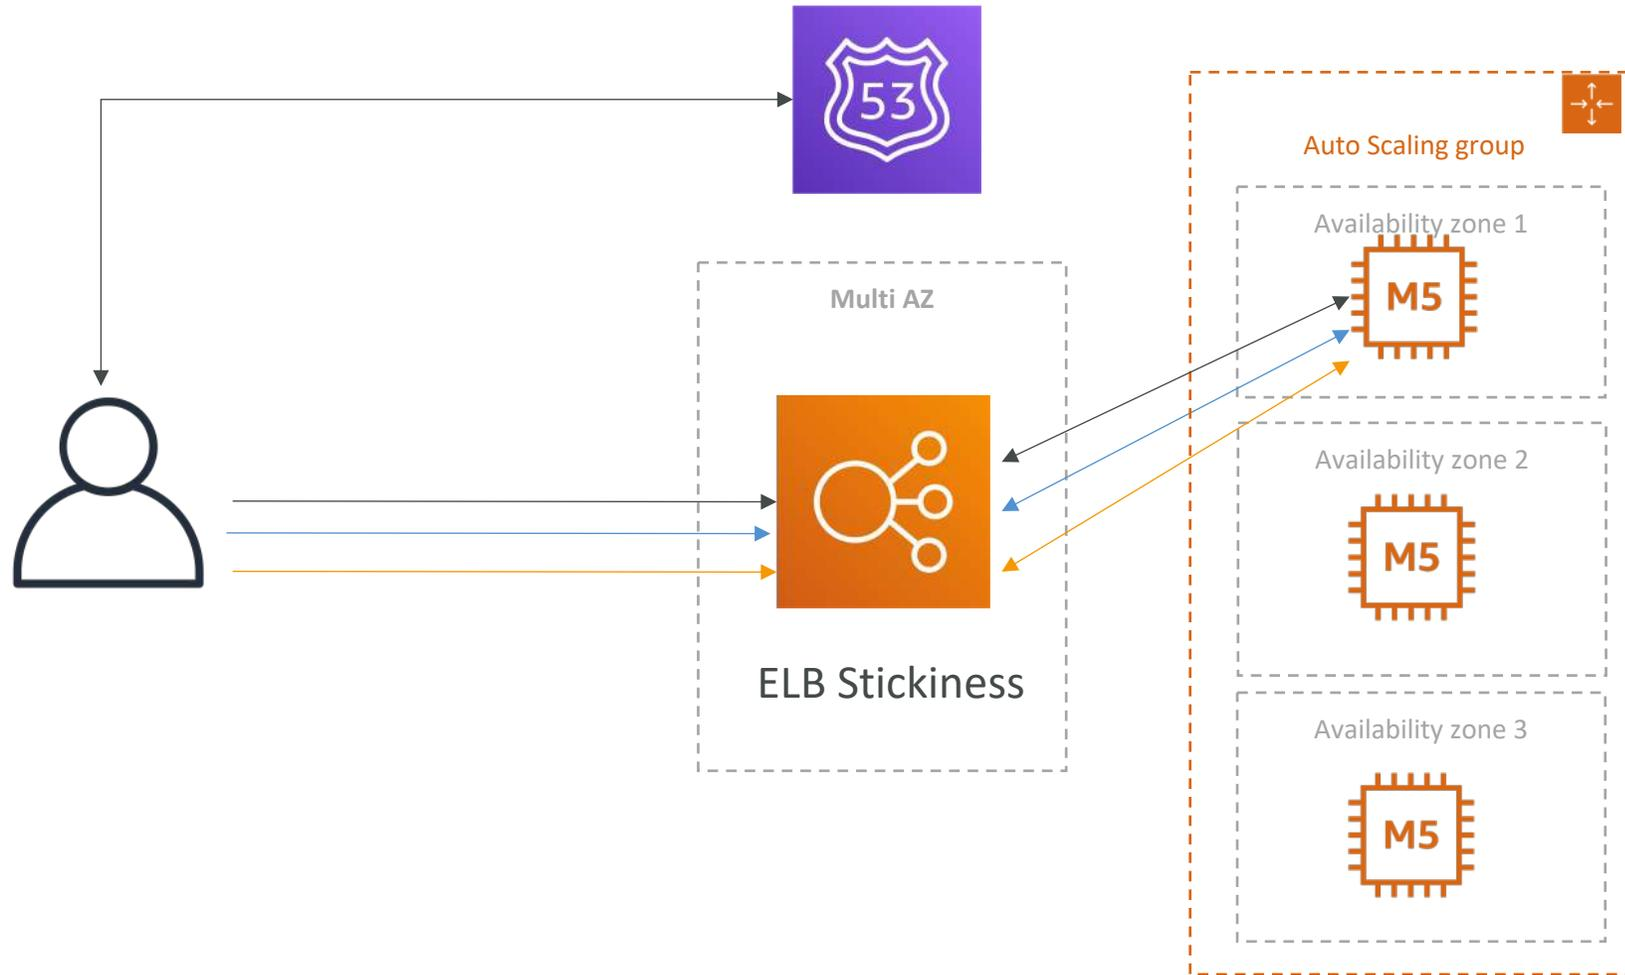 53
Auto Scaling group
Availability zone 1
M5
Multi AZ
Availability zone 2
M5
ELB Stickiness
Availability zone 3
M5